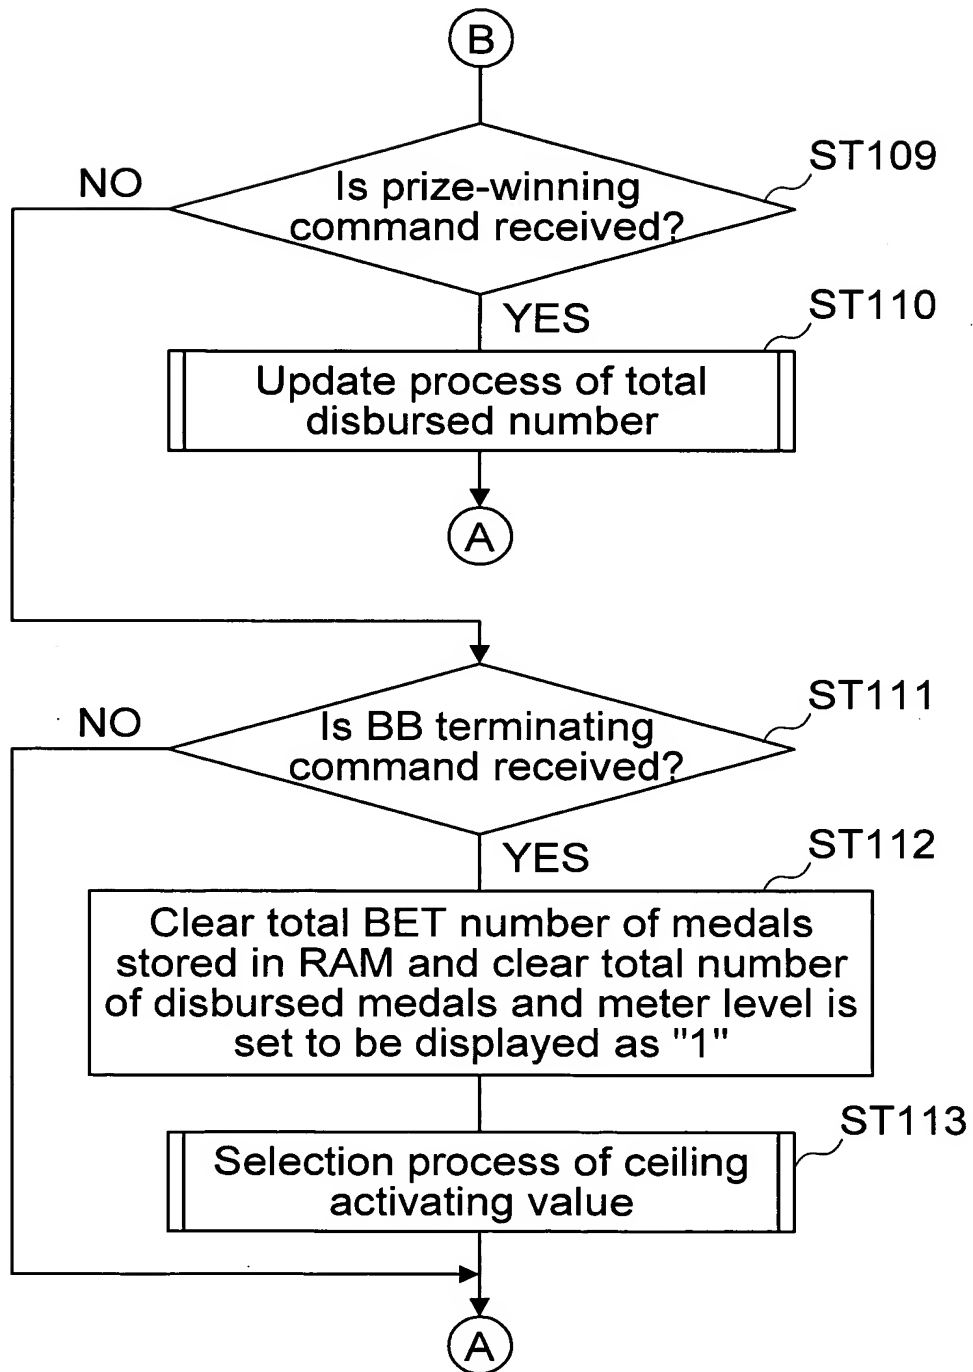 B
ST109
NO
Is prize-winning
command received?
YES
ST110
Update process of total
disbursed number
A
ST111
NO
Is BB terminating
command received?
YES
ST112
Clear total BET number of medals
stored in RAM and clear total number
of disbursed medals and meter level is
set to be displayed as "1"
ST113
Selection process of ceiling
activating value
A